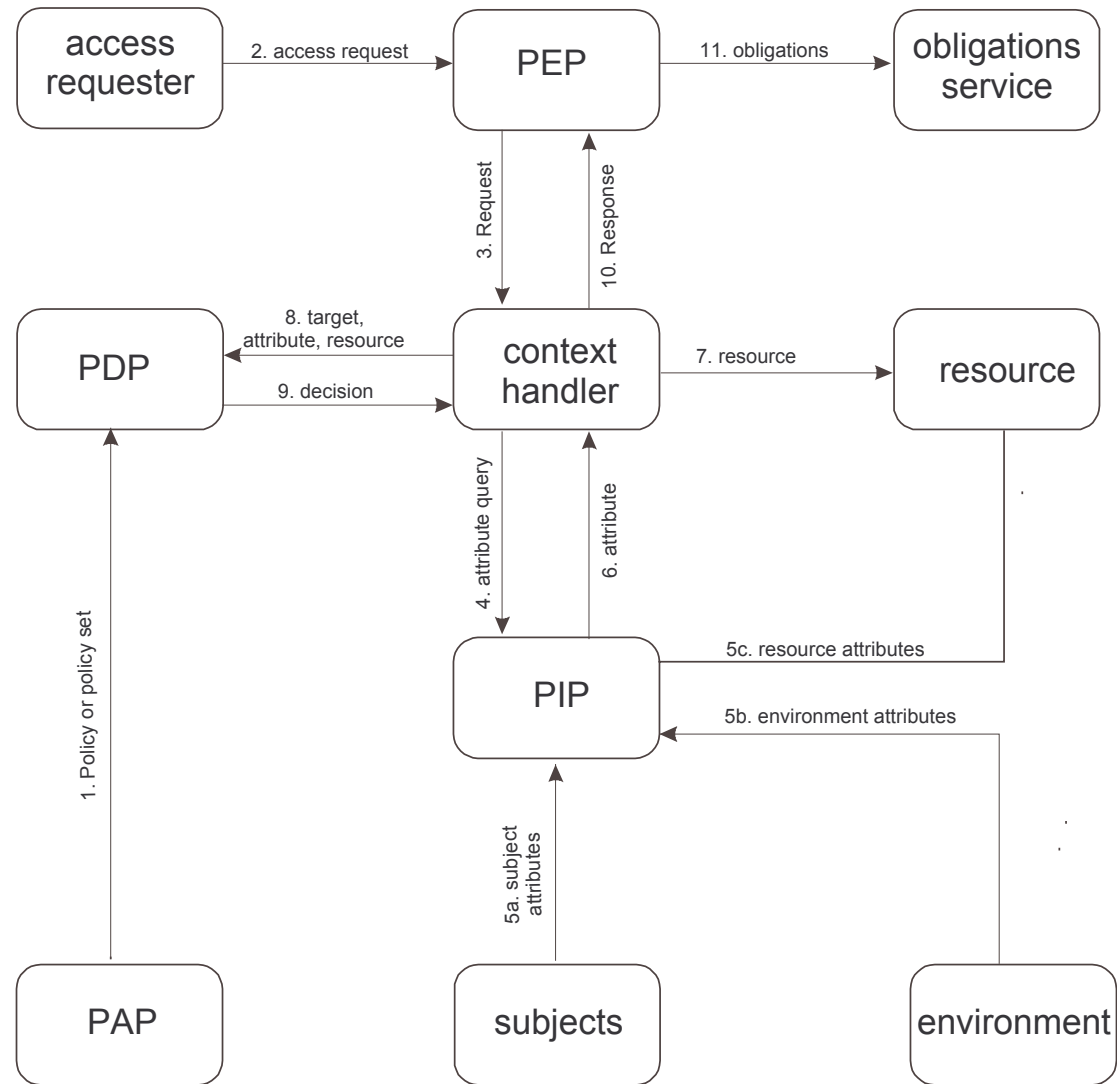 access
requester
2. access request
PEP
11. obligations
obligations
service
3. Request
10. Response
PDP
8. target,
attribute, resource
9. decision
context
handler
7. resource
resource
4. attribute query
6. attribute
1. Policy or policy set
PIP
5c. resource attributes
5b. environment attributes
5a. subject
attributes
PAP
subjects
environment